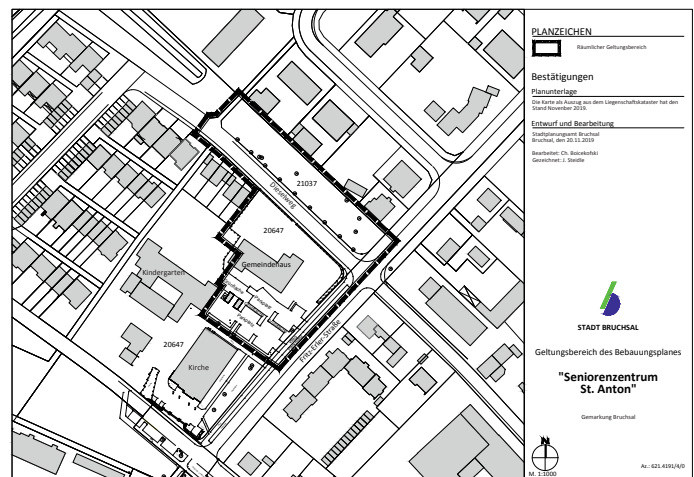 21037
Dieselweg
20647
Gemeindehaus
Kindergarten
Parkplatz
20647
Kirche
Fritz-Erler-Straße
PLANZEICHEN
Räumlicher Geltungsbereich
Bestätigungen
Planunterlage
Die Karte als Auszug aus dem Liegenschaftskataster hat den
Stand November 2019.
Entwurf und Bearbeitung
Stadtplanungsamt Bruchsal
Bruchsal, den 20.11.2019
Bearbeitet: Ch. Boicekofski
Gezeichnet: J. Steidle
STADT BRUCHSAL
Geltungsbereich des Bebauungsplanes
"Seniorenzentrum
St. Anton"
Gemarkung Bruchsal
N
M. 1:1000
Az.: 621.4191/4/0